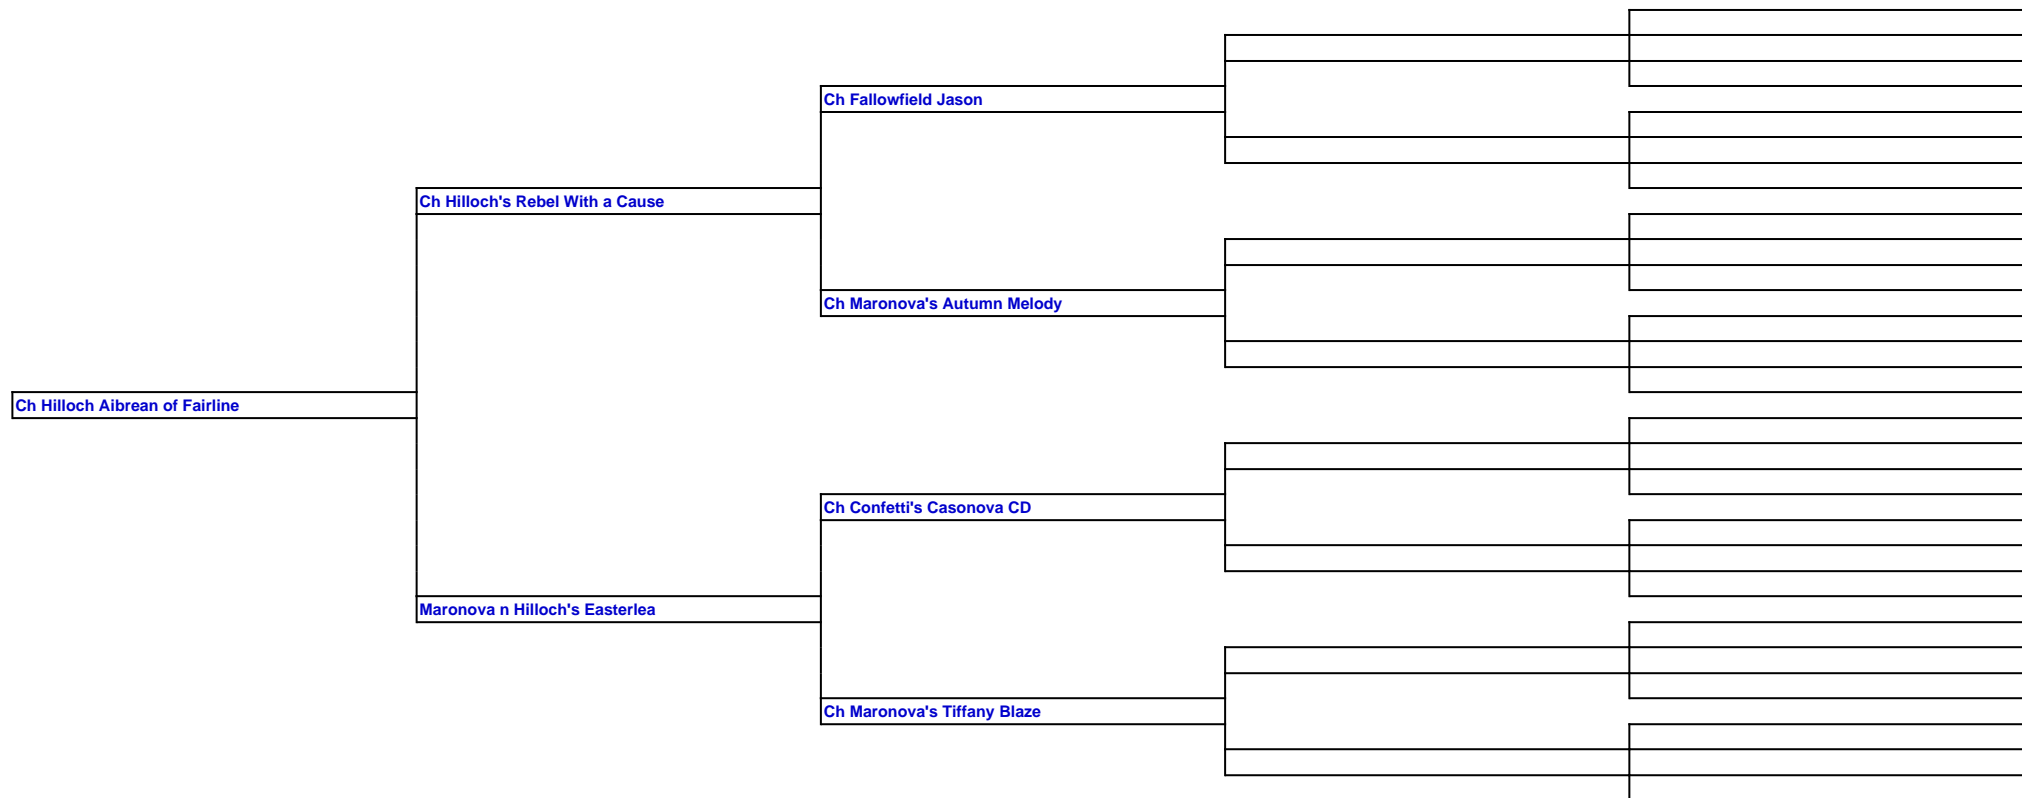 Ch Fallowfield Jason
Ch Hilloch's Rebel With a Cause
Ch Maronova's Autumn Melody
Ch Hilloch Aibrean of Fairline
Ch Confetti's Casonova CD
Maronova n Hilloch's Easterlea
Ch Maronova's Tiffany Blaze